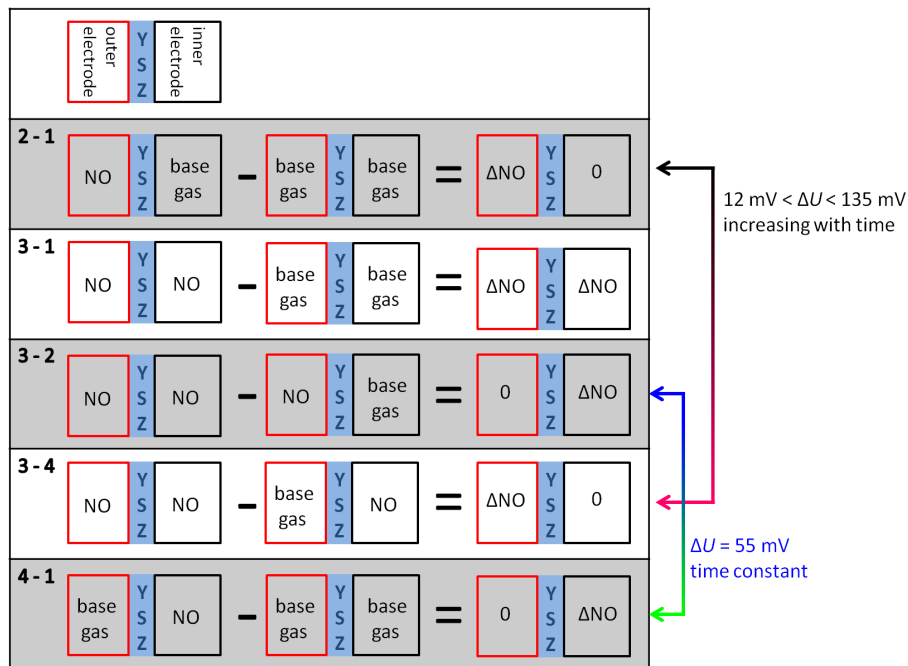 outer
electrode
Y
S
Z
inner
electrode
2 - 1
NO
Y
S
Z
base
gas
-
base
gas
Y
S
Z
base
gas
=
ΔNO
Y
S
Z
0
12 mV < ΔU < 135 mV
increasing with time
3 - 1
NO
Y
S
Z
NO
-
base
gas
Y
S
Z
base
gas
=
ΔNO
Y
S
Z
ΔNO
3 - 2
NO
Y
S
Z
NO
-
NO
Y
S
Z
base
gas
=
0
Y
S
Z
ΔNO
3 - 4
NO
Y
S
Z
NO
-
base
gas
Y
S
Z
NO
=
ΔNO
Y
S
Z
0
ΔU = 55 mV
time constant
4 - 1
base
gas
Y
S
Z
NO
-
base
gas
Y
S
Z
base
gas
=
0
Y
S
Z
ΔNO